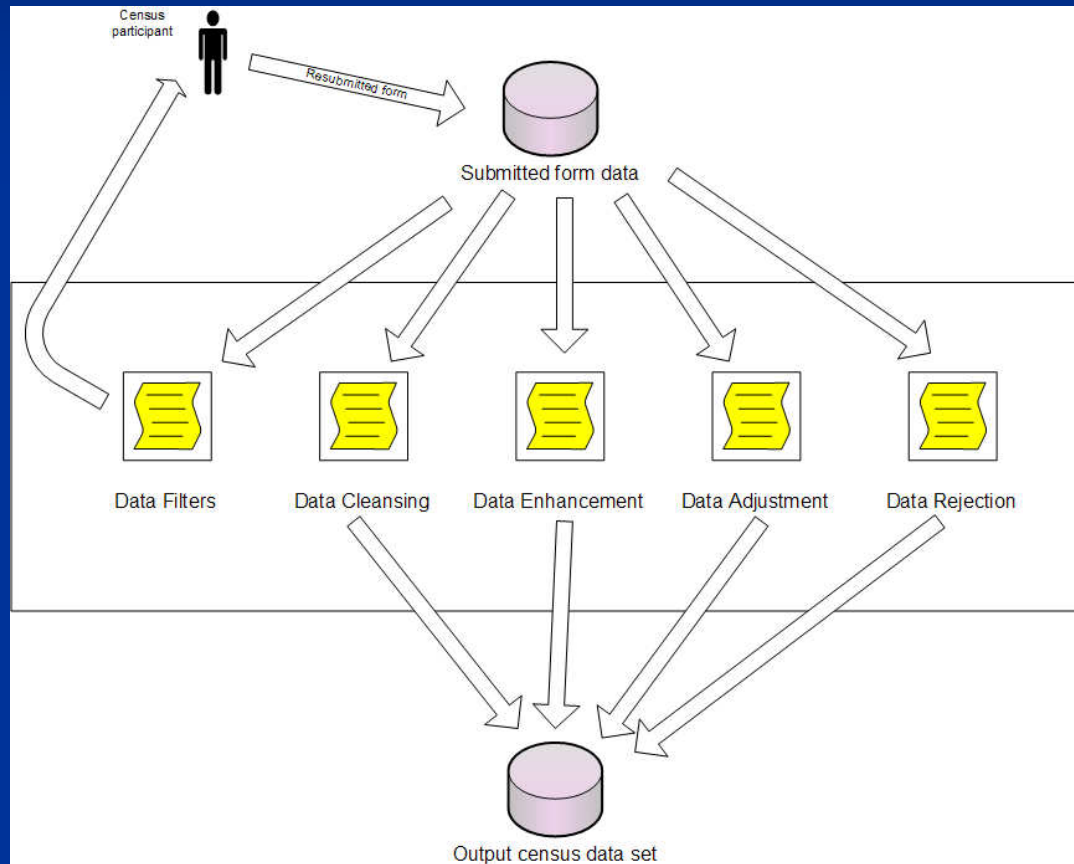 Census
participant
Resubmitted form
Submitted form data
Data Filters
Data Cleansing
Data Enhancement
Data Adjustment
Data Rejection
Output census data set